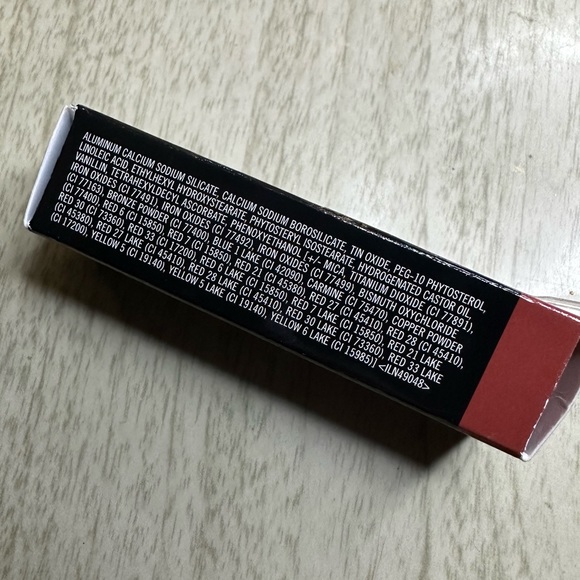 ALUMINUM CALCIUM SODIUM SILICATE, CALCIUM SODIUM BOROSILICATE, TIN OXIDE, PEG-10 PHYTOSTEROL,
LINOLEIC ACID, ETHYLHEXYL HYDROXYSTEARATE, PHYTOSTERYL ISOSTEARATE, HYDROGENATED CASTOR OIL,
VANILLIN, TETRAHEXYLDECYL ASCORBATE, PHENOXYETHANOL, [+/- MICA, TITANIUM DIOXIDE (CI 77891),
IRON OXIDES (CI 77491), IRON OXIDES (CI 77492), IRON OXIDES (CI 77499), BISMUTH OXYCHLORIDE
(CI 77163), BRONZE POWDER (CI 77400), BLUE 1 LAKE (CI 42090), CARMINE (CI 75470), COPPER POWDER
(CI 77400), RED 6 (CI 15850), RED 7 (CI 15850), RED 21 (CI 45380), RED 27 (CI 45410), RED 28 (CI 45410),
RED 30 (CI 73360), RED 33 (CI 17200), RED 6 LAKE (CI 15850), RED 7 LAKE (CI 15850), RED 21 LAKE
(CI 45380), RED 27 LAKE (CI 45410), RED 28 LAKE (CI 45410), RED 30 LAKE (CI 73360), RED 33 LAKE
(CI 17200), YELLOW 5 (CI 19140), YELLOW 5 LAKE (CI 19140), YELLOW 6 LAKE (CI 15985)] <ILN49048>